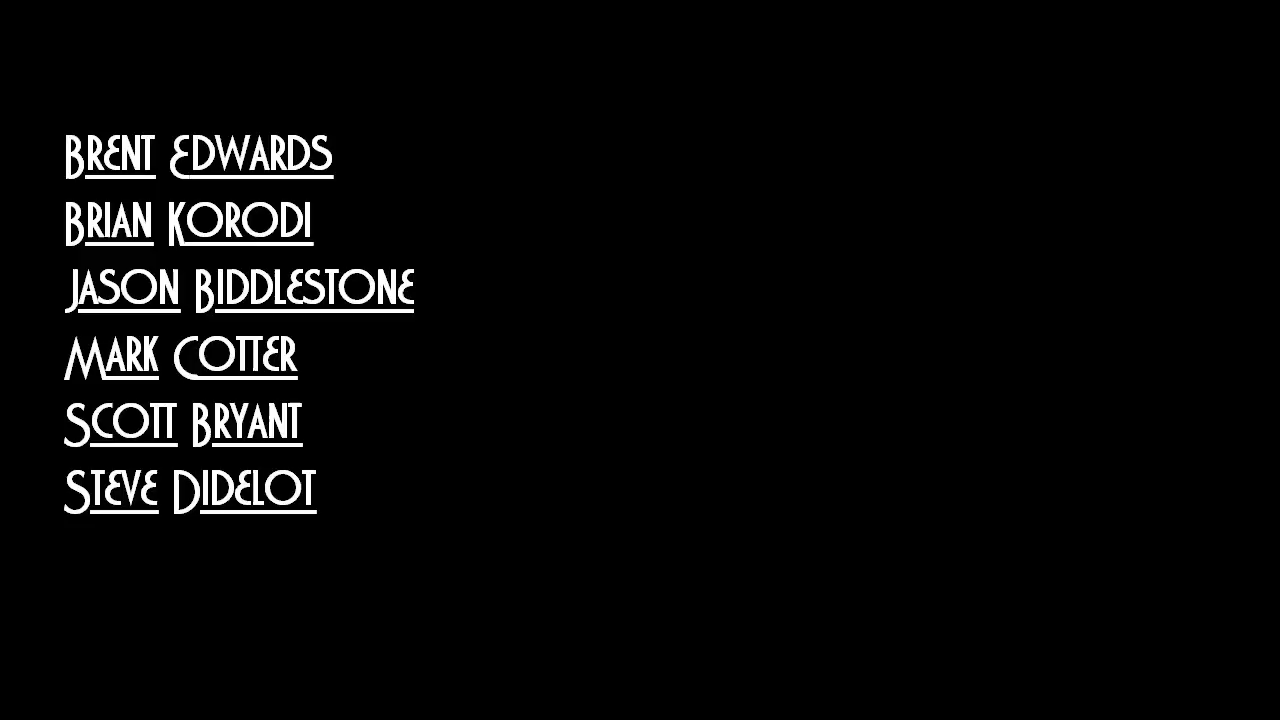 Brent Edwards
Brian Korodi
Jason Biddlestone
Mark Cotter
Scott Bryant
Steve Didelot